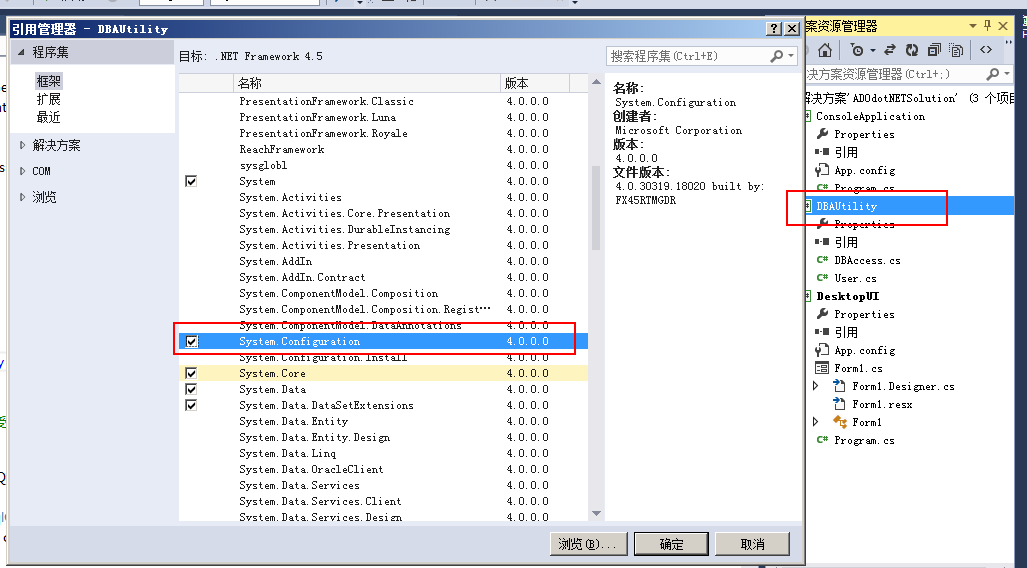 引用管理器 - DBAUtility
程序集
框架
扩展
最近
解决方案
COM
浏览
目标: .NET Framework 4.5
搜索程序集(Ctrl+E)
名称 版本
PresentationFramework.Classic 4.0.0.0
PresentationFramework.Luna 4.0.0.0
PresentationFramework.Royale 4.0.0.0
ReachFramework 4.0.0.0
sysglobl 4.0.0.0
System 4.0.0.0
System.Activities 4.0.0.0
System.Activities.Core.Presentation 4.0.0.0
System.Activities.DurableInstancing 4.0.0.0
System.Activities.Presentation 4.0.0.0
System.AddIn 4.0.0.0
System.AddIn.Contract 4.0.0.0
System.ComponentModel.Composition 4.0.0.0
System.ComponentModel.Composition.Regist… 4.0.0.0
System.ComponentModel.DataAnnotations 4.0.0.0
System.Configuration 4.0.0.0
System.Configuration.Install 4.0.0.0
System.Core 4.0.0.0
System.Data 4.0.0.0
System.Data.DataSetExtensions 4.0.0.0
System.Data.Entity 4.0.0.0
System.Data.Entity.Design 4.0.0.0
System.Data.Linq 4.0.0.0
System.Data.OracleClient 4.0.0.0
System.Data.Services 4.0.0.0
System.Data.Services.Client 4.0.0.0
System.Data.Services.Design 4.0.0.0
名称:
System.Configuration
创建者:
Microsoft Corporation
版本:
4.0.0.0
文件版本:
4.0.30319.18020 built by:
FX45RTMGDR
浏览(B)... 确定 取消
案资源管理器
决方案资源管理器(Ctrl+;)
解决方案'ADOdotNETSolution' (3 个项目
ConsoleApplication
Properties
引用
App.config
Program.cs
DBAUtility
Properties
引用
DBAccess.cs
User.cs
DesktopUI
Properties
引用
App.config
Form1.cs
Form1.Designer.cs
Form1.resx
Form1
Program.cs